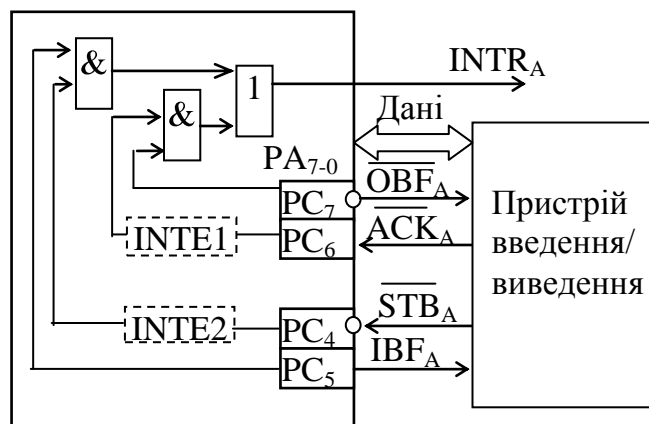 &
1
INTR_A
&
Дані
PA_7-0
OBF_A
PC_7
Пристрій
введення/
виведення
ACK_A
INTE1
PC_6
STB_A
INTE2
PC_4
IBF_A
PC_5